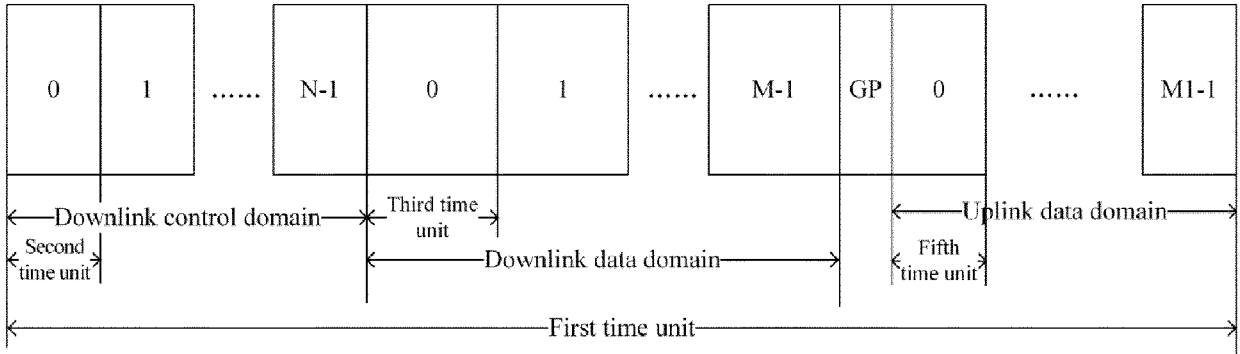 0 1 ...... N-1 0 1 ...... M-1 GP 0 ...... M1-1
Downlink control domain Third time Uplink data domain
unit
Second Fifth
time unit Downlink data domain time unit
First time unit